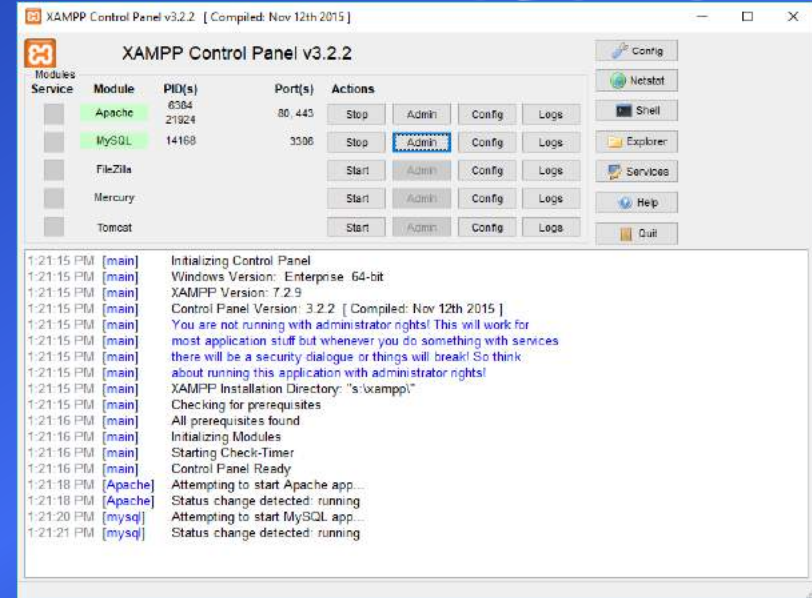 XAMPP Control Panel v3.2.2 [ Compiled: Nov 12th 2015 ]
XAMPP Control Panel v3.2.2
Config
Modules
Service Module PID(s) Port(s) Actions
Netstat
Apache 6384 21924 80, 443 Stop Admin Config Logs
Shell
MySQL 14168 3306 Stop Admin Config Logs
Explorer
FileZilla Start Admin Config Logs
Services
Mercury Start Admin Config Logs
Help
Tomcat Start Admin Config Logs
Quit
1:21:15 PM [main] Initializing Control Panel
1:21:15 PM [main] Windows Version: Enterprise 64-bit
1:21:15 PM [main] XAMPP Version: 7.2.9
1:21:15 PM [main] Control Panel Version: 3.2.2 [ Compiled: Nov 12th 2015 ]
1:21:15 PM [main] You are not running with administrator rights! This will work for
1:21:15 PM [main] most application stuff but whenever you do something with services
1:21:15 PM [main] there will be a security dialogue or things will break! So think
1:21:15 PM [main] about running this application with administrator rights!
1:21:15 PM [main] XAMPP Installation Directory: "s:\xampp\"
1:21:15 PM [main] Checking for prerequisites
1:21:16 PM [main] All prerequisites found
1:21:16 PM [main] Initializing Modules
1:21:16 PM [main] Starting Check-Timer
1:21:16 PM [main] Control Panel Ready
1:21:18 PM [Apache] Attempting to start Apache app...
1:21:18 PM [Apache] Status change detected: running
1:21:20 PM [mysql] Attempting to start MySQL app...
1:21:21 PM [mysql] Status change detected: running